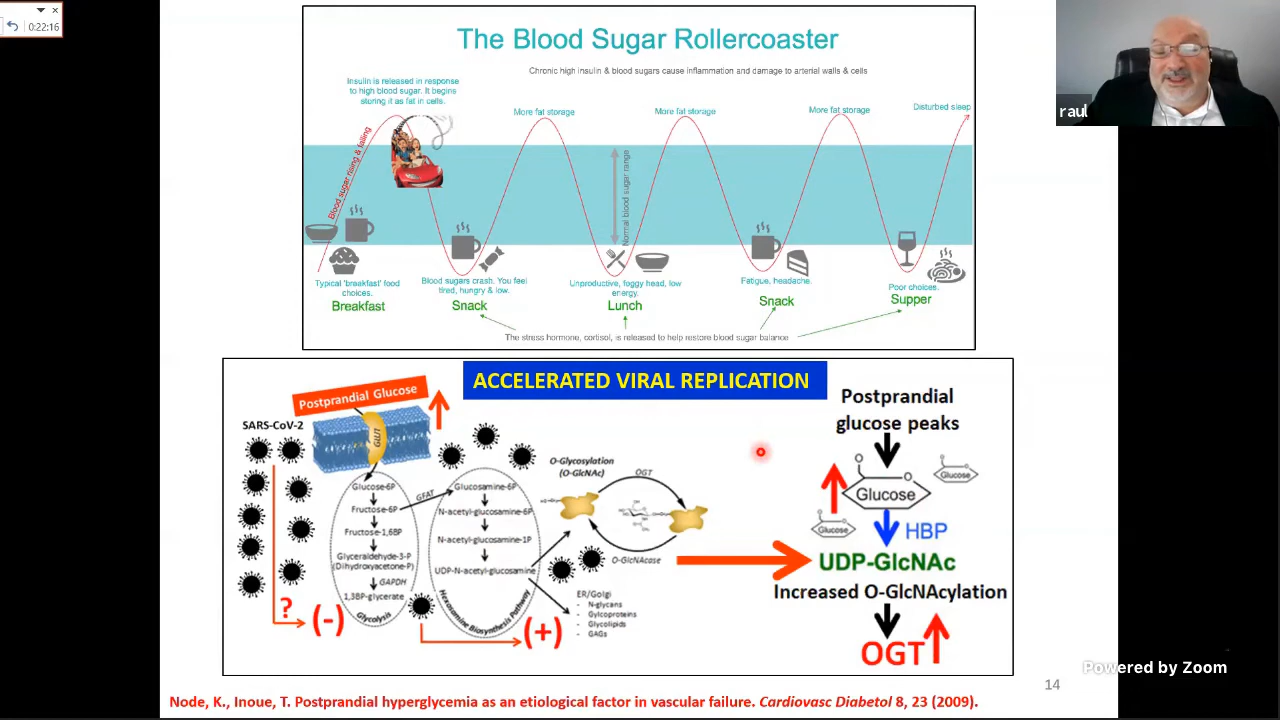 0:22:16
The Blood Sugar Rollercoaster
Chronic high insulin & blood sugars cause inflammation and damage to arterial walls & cells
Insulin is released in response
to high blood sugar. It begins
storing it as fat in cells.
More fat storage
More fat storage
More fat storage
Disturbed sleep
Blood sugar rising & falling
Normal blood sugar range
Typical 'breakfast' food
choices.
Breakfast
Blood sugars crash. You feel
tired, hungry & low.
Snack
Unproductive, foggy head, low
energy.
Lunch
Fatigue, headache.
Snack
Poor choices.
Supper
The stress hormone, cortisol, is released to help restore blood sugar balance
raul
ACCELERATED VIRAL REPLICATION
Postprandial Glucose
SARS-CoV-2
GLUT
Glucose-6P
Fructose-6P
Fructose-1,6BP
Glyceraldehyde-3-P
(Dihydroxyacetone-P)
GAPDH
1,3BP-glycerate
Glycolysis
?
(-)
GFAT
Glucosamine-6P
N-acetyl-glucosamine-6P
N-acetyl-glucosamine-1P
UDP-N-acetyl-glucosamine
Hexosamine Biosynthesis Pathway
(+)
O-Glycosylation
(O-GlcNAc)
OGT
O-GlcNAcase
ER/Golgi
- N-glycans
- Gylcoproteins
- Glycolipids
- GAGs
Postprandial
glucose peaks
Glucose
Glucose
Glucose
HBP
UDP-GlcNAc
Increased O-GlcNAcylation
OGT
Powered by Zoom
14
Node, K., Inoue, T. Postprandial hyperglycemia as an etiological factor in vascular failure. Cardiovasc Diabetol 8, 23 (2009).